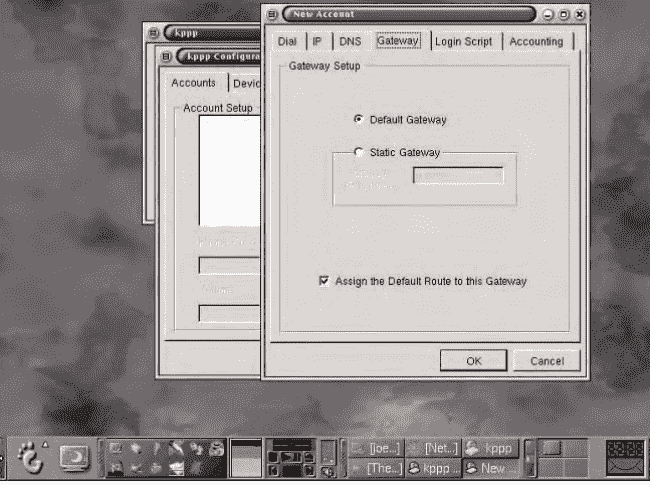 New Account
kppp
kppp Configura
Dial IP DNS Gateway Login Script Accounting
Accounts Devic
Gateway Setup
Account Setup
Default Gateway
Static Gateway
Assign the Default Route to this Gateway
OK Cancel
[joe...] [Net...] kppp
[The...] kppp ... New ...